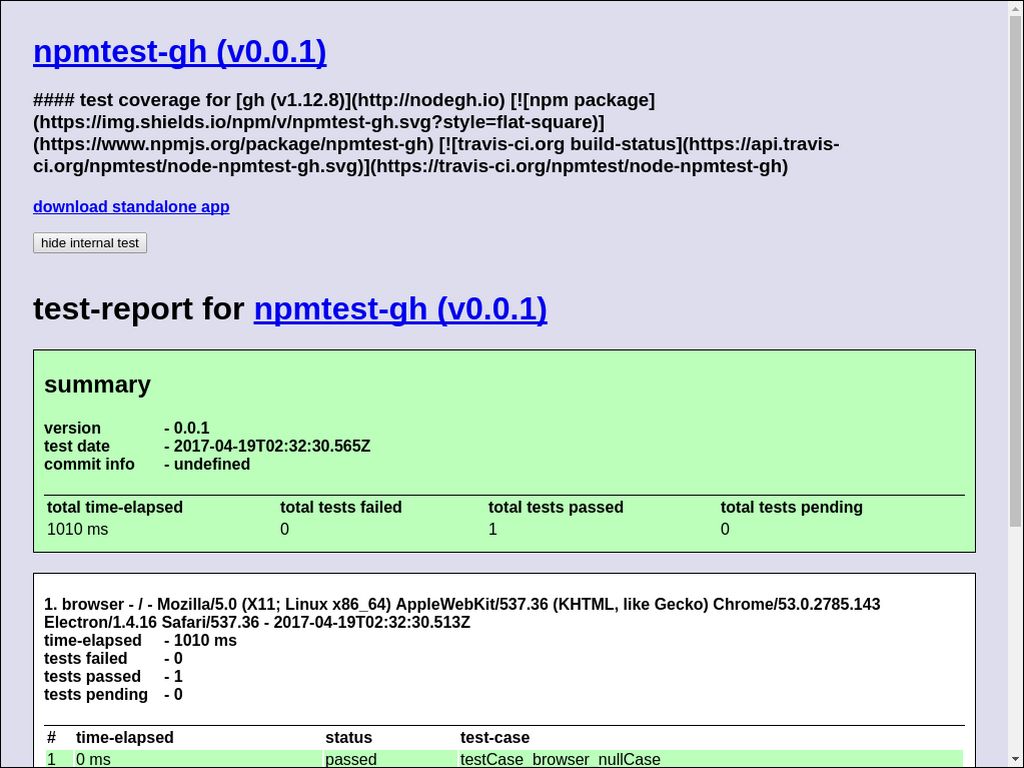 npmtest-gh (v0.0.1)
#### test coverage for [gh (v1.12.8)](http://nodegh.io) [![npm package]
(https://img.shields.io/npm/v/npmtest-gh.svg?style=flat-square)]
(https://www.npmjs.org/package/npmtest-gh) [![travis-ci.org build-status](https://api.travis-
ci.org/npmtest/node-npmtest-gh.svg)](https://travis-ci.org/npmtest/node-npmtest-gh)
download standalone app
hide internal test
test-report for npmtest-gh (v0.0.1)
summary
version - 0.0.1
test date - 2017-04-19T02:32:30.565Z
commit info - undefined
total time-elapsed total tests failed total tests passed total tests pending
1010 ms 0 1 0
1. browser - / - Mozilla/5.0 (X11; Linux x86_64) AppleWebKit/537.36 (KHTML, like Gecko) Chrome/53.0.2785.143
Electron/1.4.16 Safari/537.36 - 2017-04-19T02:32:30.513Z
time-elapsed - 1010 ms
tests failed - 0
tests passed - 1
tests pending - 0
# time-elapsed status test-case
1 0 ms passed testCase_browser_nullCase